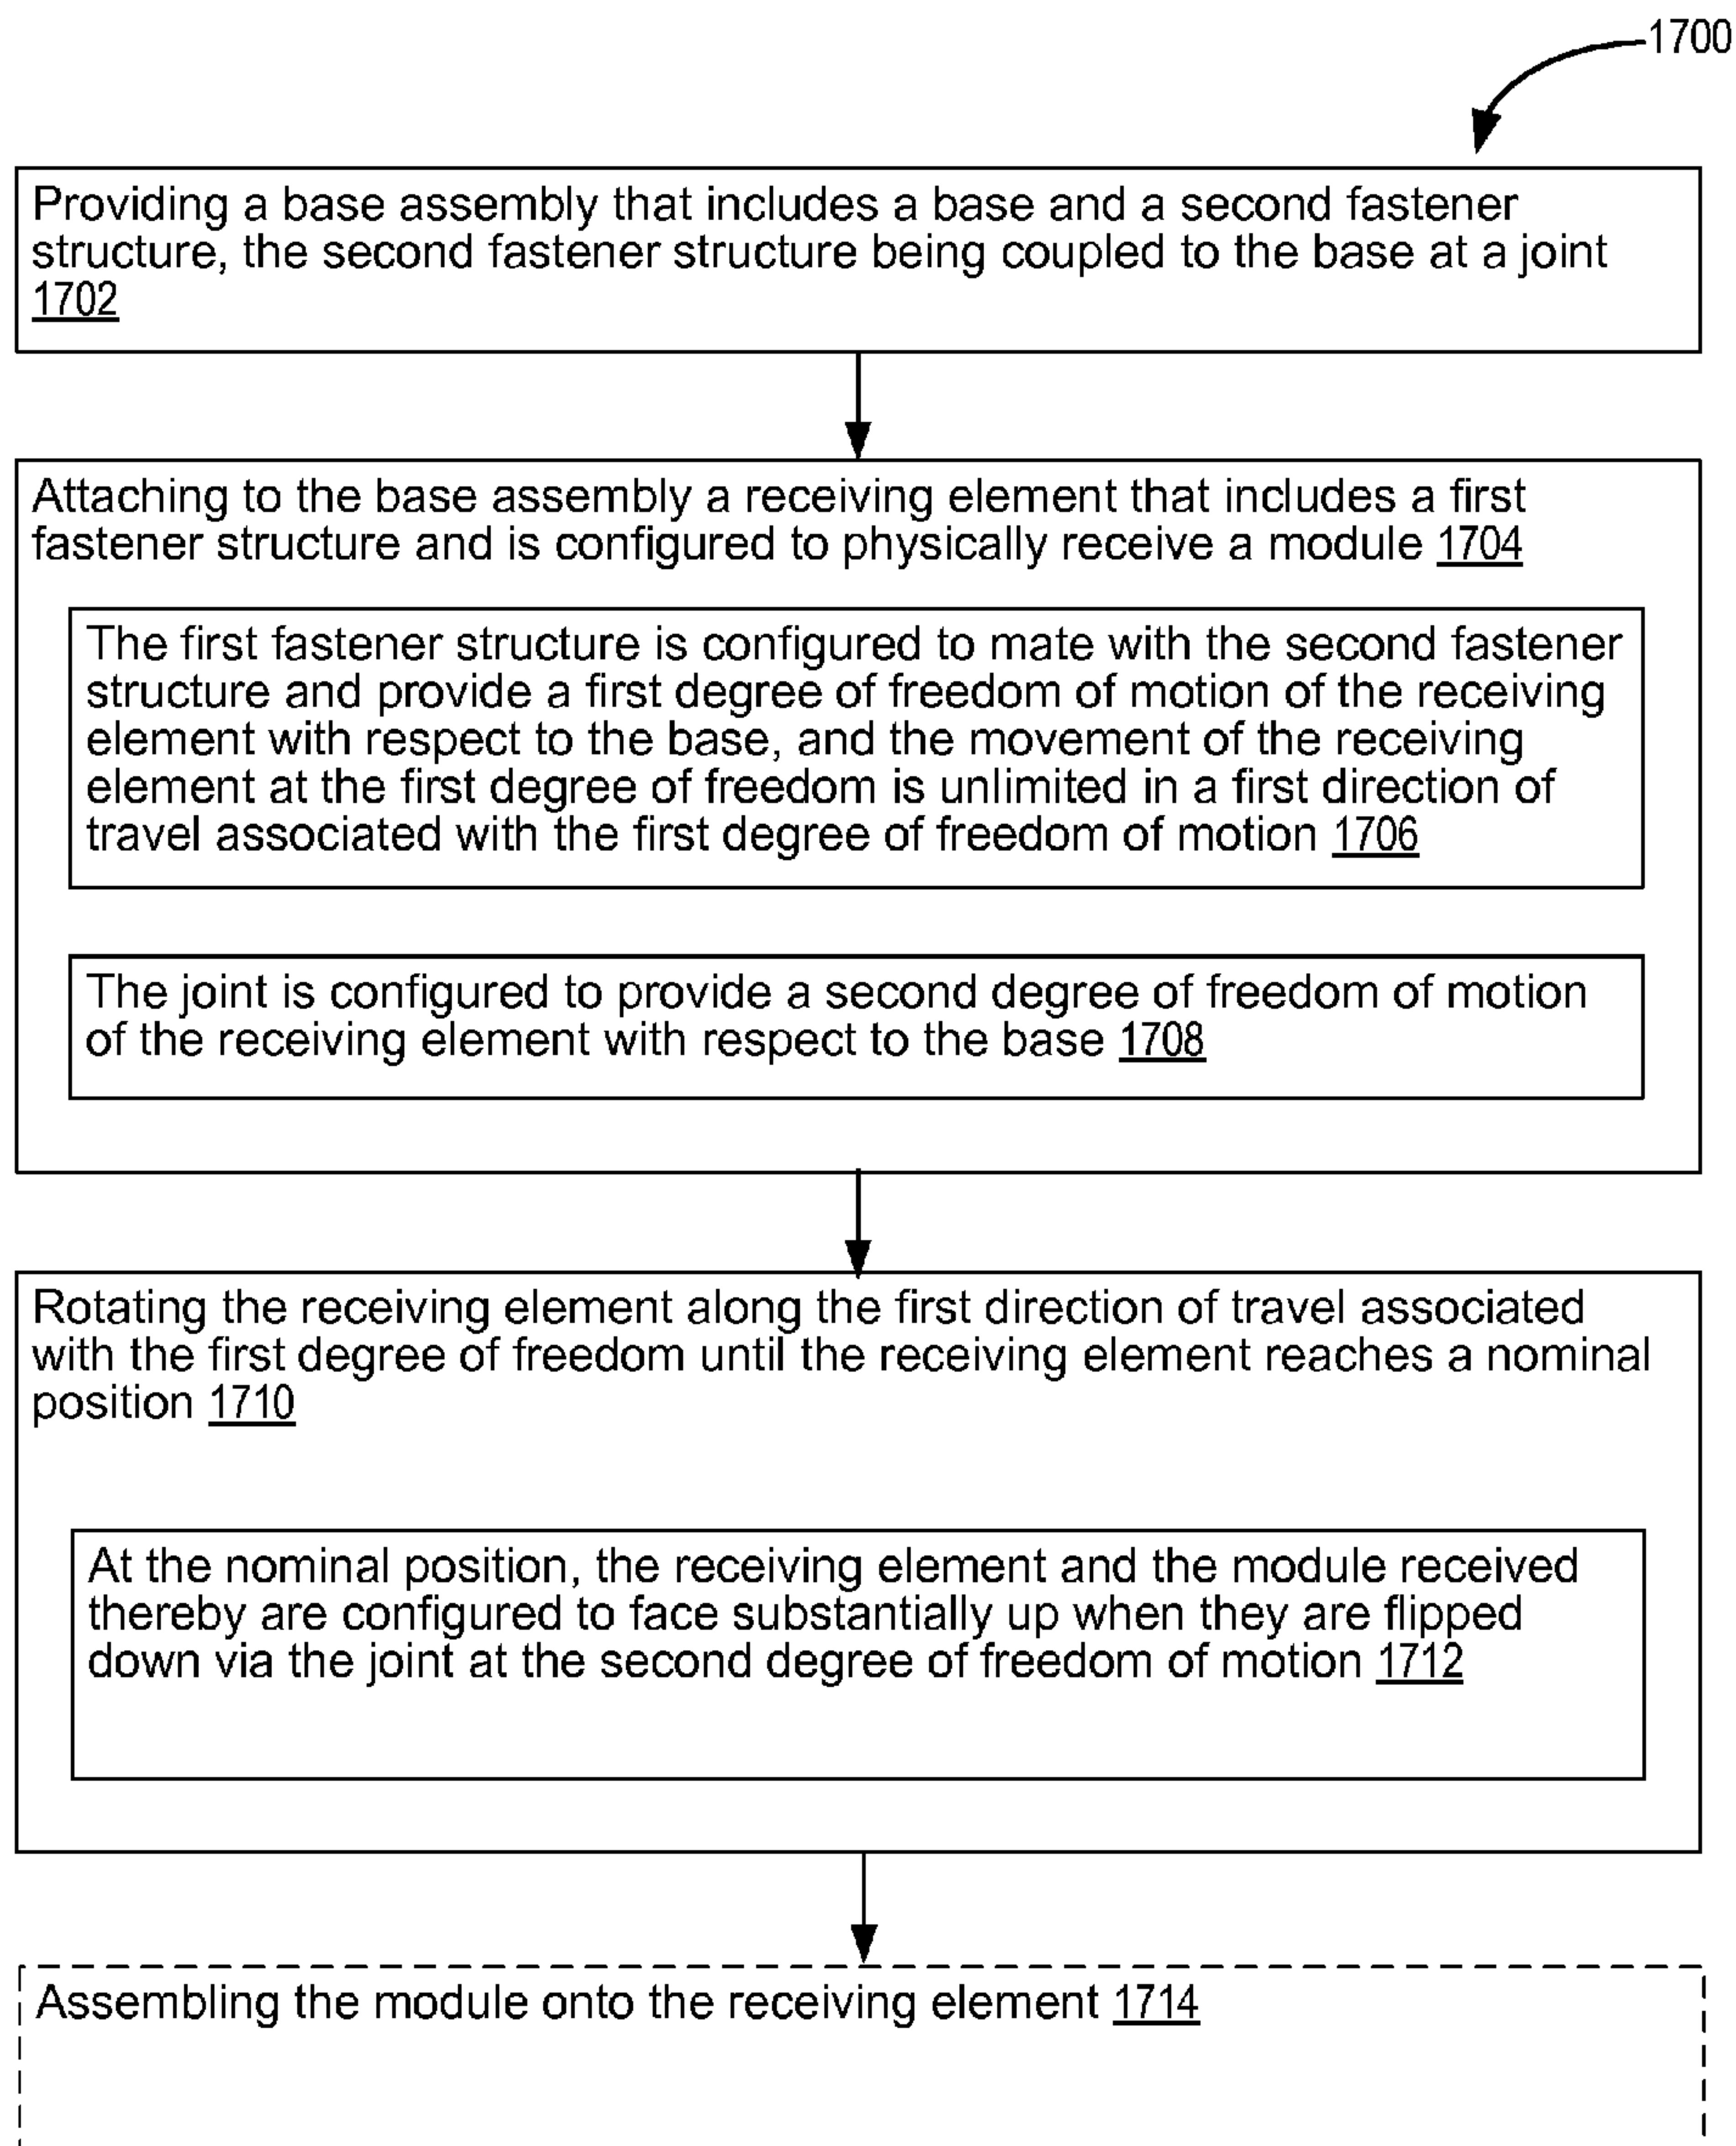 1700
Providing a base assembly that includes a base and a second fastener
structure, the second fastener structure being coupled to the base at a joint
1702
Attaching to the base assembly a receiving element that includes a first
fastener structure and is configured to physically receive a module 1704
The first fastener structure is configured to mate with the second fastener
structure and provide a first degree of freedom of motion of the receiving
element with respect to the base, and the movement of the receiving
element at the first degree of freedom is unlimited in a first direction of
travel associated with the first degree of freedom of motion 1706
The joint is configured to provide a second degree of freedom of motion
of the receiving element with respect to the base 1708
Rotating the receiving element along the first direction of travel associated
with the first degree of freedom until the receiving element reaches a nominal
position 1710
At the nominal position, the receiving element and the module received
thereby are configured to face substantially up when they are flipped
down via the joint at the second degree of freedom of motion 1712
Assembling the module onto the receiving element 1714